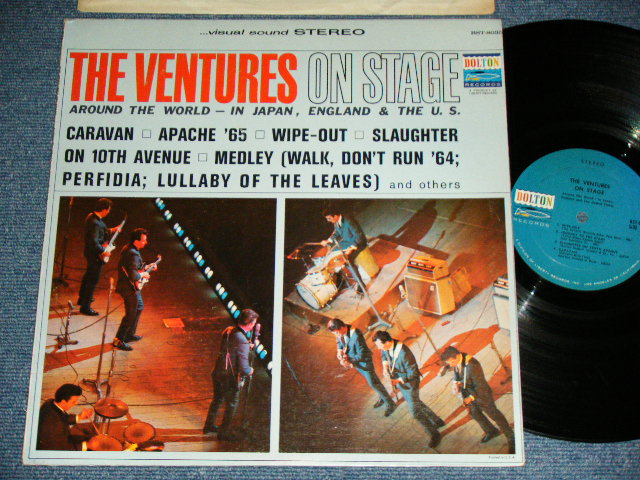 ...visual sound STEREO
THE VENTURES ON STAGE
DOLTON
RECORDS
AROUND THE WORLD — IN JAPAN, ENGLAND & THE U.S.
CARAVAN □ APACHE '65 □ WIPE-OUT □ SLAUGHTER
ON 10TH AVENUE □ MEDLEY (WALK, DON'T RUN '64;
PERFIDIA; LULLABY OF THE LEAVES) and others
STEREO
DOLTON
RECORDS
THE VENTURES
ON STAGE